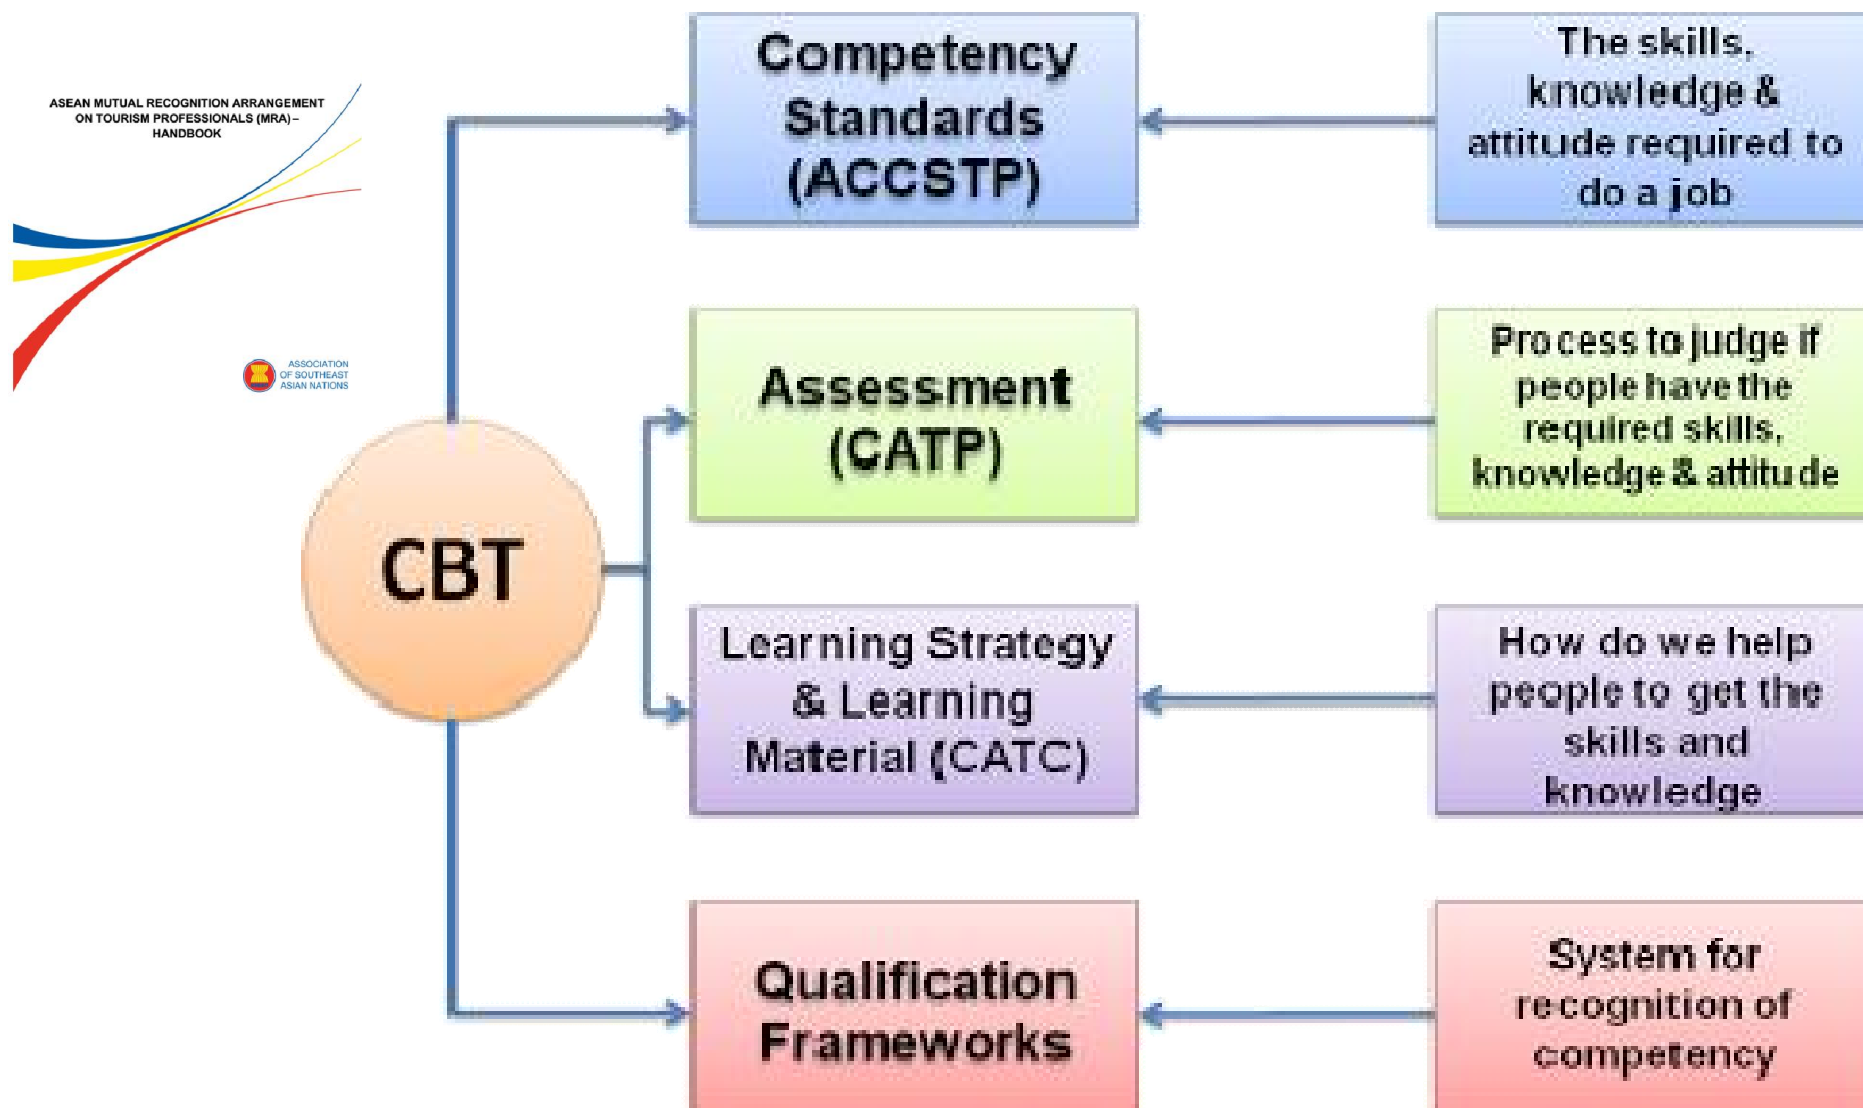 ASEAN MUTUAL RECOGNITION ARRANGEMENT
ON TOURISM PROFESSIONALS (MRA) –
HANDBOOK
ASSOCIATION
OF SOUTHEAST
ASIAN NATIONS
CBT
Competency
Standards
(ACCSTP)
The skills,
knowledge &
attitude required to
do a job
Assessment
(CATP)
Process to judge if
people have the
required skills,
knowledge & attitude
Learning Strategy
& Learning
Material (CATC)
How do we help
people to get the
skills and
knowledge
Qualification
Frameworks
System for
recognition of
competency